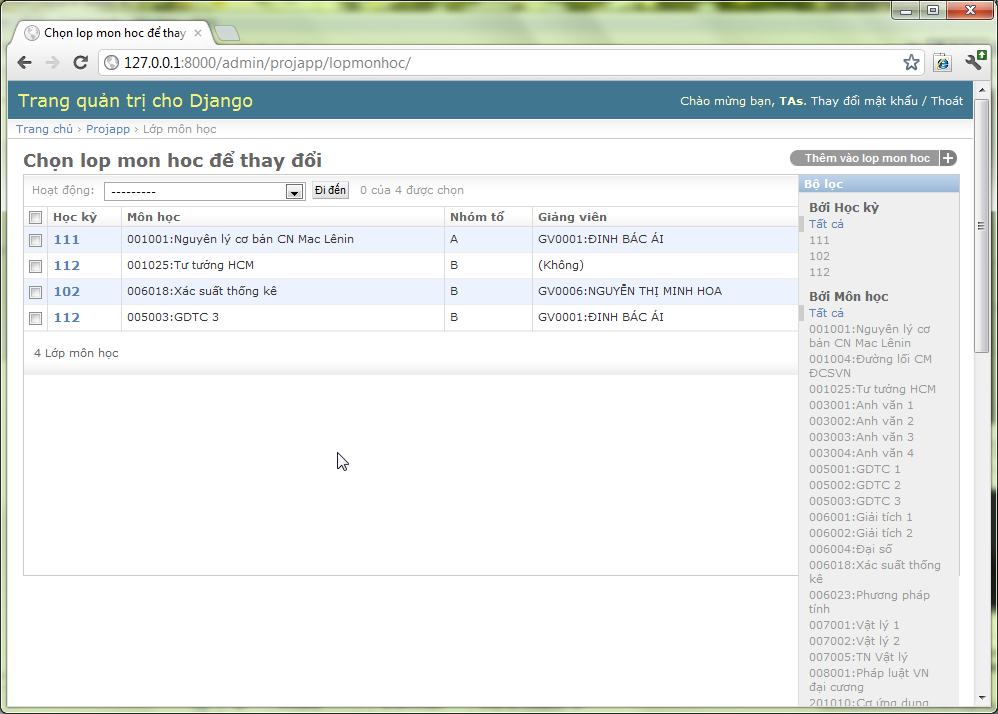 Chọn lop mon hoc để thay
127.0.0.1:8000/admin/projapp/lopmonhoc/
Trang quản trị cho Django
Chào mừng bạn, TAs. Thay đổi mật khẩu / Thoát
Trang chủ › Projapp › Lớp môn học
Chọn lop mon hoc để thay đổi
Thêm vào lop mon hoc +
Hoạt động: --------- Đi đến 0 của 4 được chọn
Học kỳ Môn học Nhóm tổ Giảng viên
111 001001:Nguyên lý cơ bản CN Mac Lênin A GV0001:ĐINH BÁC ÁI
112 001025:Tư tưởng HCM B (Không)
102 006018:Xác suất thống kê B GV0006:NGUYỄN THỊ MINH HOA
112 005003:GDTC 3 B GV0001:ĐINH BÁC ÁI
4 Lớp môn học
Bộ lọc
Bởi Học kỳ
Tất cả
111
102
112
Bởi Môn học
Tất cả
001001:Nguyên lý cơ
bản CN Mac Lênin
001004:Đường lối CM
ĐCSVN
001025:Tư tưởng HCM
003001:Anh văn 1
003002:Anh văn 2
003003:Anh văn 3
003004:Anh văn 4
005001:GDTC 1
005002:GDTC 2
005003:GDTC 3
006001:Giải tích 1
006002:Giải tích 2
006004:Đại số
006018:Xác suất thống
kê
006023:Phương pháp
tính
007001:Vật lý 1
007002:Vật lý 2
007005:TN Vật lý
008001:Pháp luật VN
đại cương
201010:Cơ ứng dụng